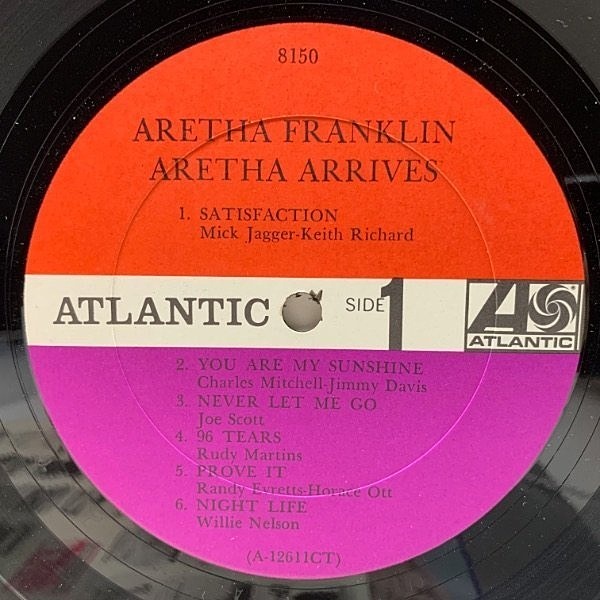 8150
ARETHA FRANKLIN
ARETHA ARRIVES
1. SATISFACTION
Mick Jagger-Keith Richard
ATLANTIC SIDE 1 A ATLANTIC
2. YOU ARE MY SUNSHINE
Charles Mitchell-Jimmy Davis
3. NEVER LET ME GO
Joe Scott
4. 96 TEARS
Rudy Martins
5. PROVE IT
Randy Evretts-Horace Ott
6. NIGHT LIFE
Willie Nelson
(A-12611CT)